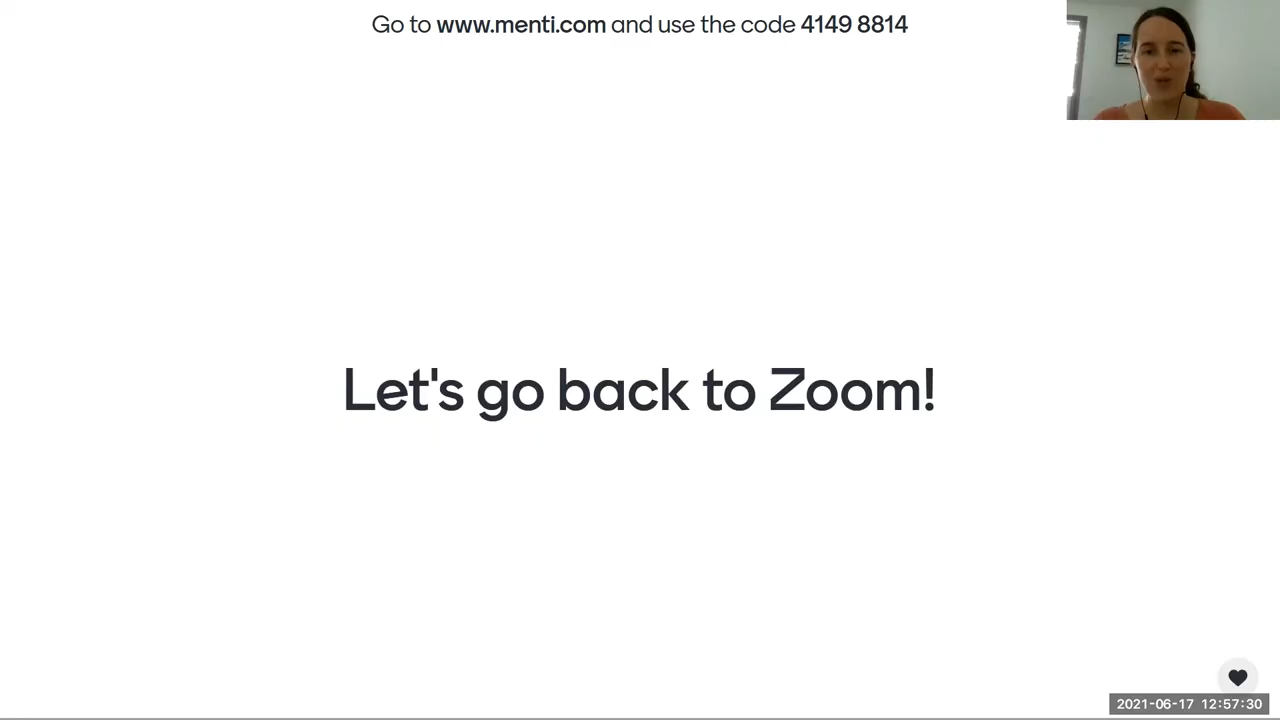 Go to www.menti.com and use the code 4149 8814
Let's go back to Zoom!
2021-06-17 12:57:30